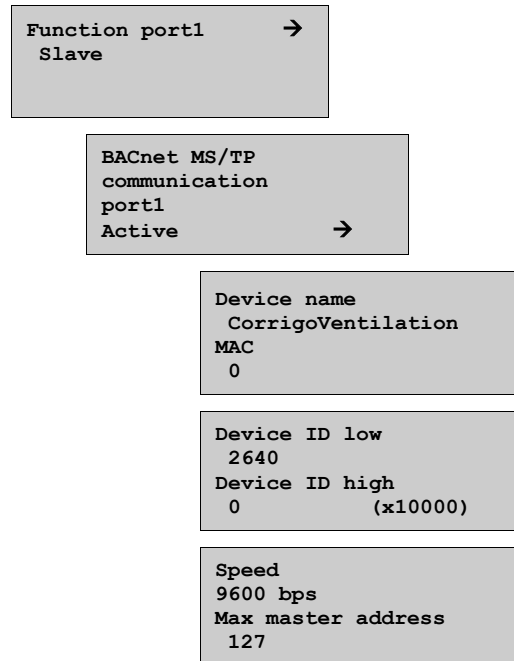 Function port1 →
Slave
BACnet MS/TP
communication
port1
Active →
Device name
CorrigoVentilation
MAC
0
Device ID low
2640
Device ID high
0 (x10000)
Speed
9600 bps
Max master address
127